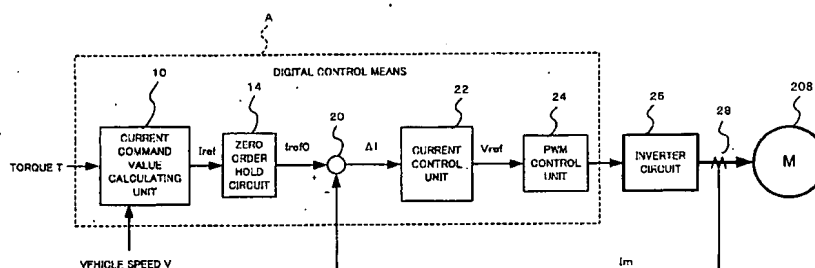 A
DIGITAL CONTROL MEANS
10
14
20
22
24
26
28
208
CURRENT
COMMAND
VALUE
CALCULATING
UNIT
Iref
ZERO
ORDER
HOLD
CIRCUIT
Iref0
+
-
ΔI
CURRENT
CONTROL
UNIT
Vref
PWM
CONTROL
UNIT
INVERTER
CIRCUIT
M
TORQUE T
VEHICLE SPEED V
Im